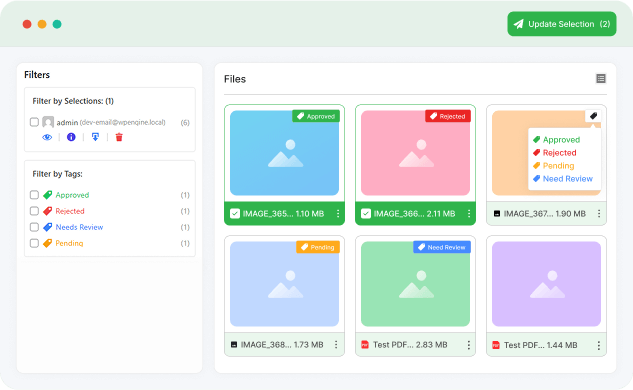 Update Selection (2)
Filters
Filter by Selections: (1)
admin (dev-email@wpengine.local) (6)
Filter by Tags:
Approved (1)
Rejected (1)
Needs Review (1)
Pending (1)
Files
Approved
IMAGE_365... 1.10 MB
Rejected
IMAGE_366... 2.11 MB
Approved
Rejected
Pending
Need Review
IMAGE_367... 1.90 MB
Pending
IMAGE_368... 1.73 MB
Need Review
PDF
Test PDF... 2.83 MB
PDF
Test PDF... 1.44 MB